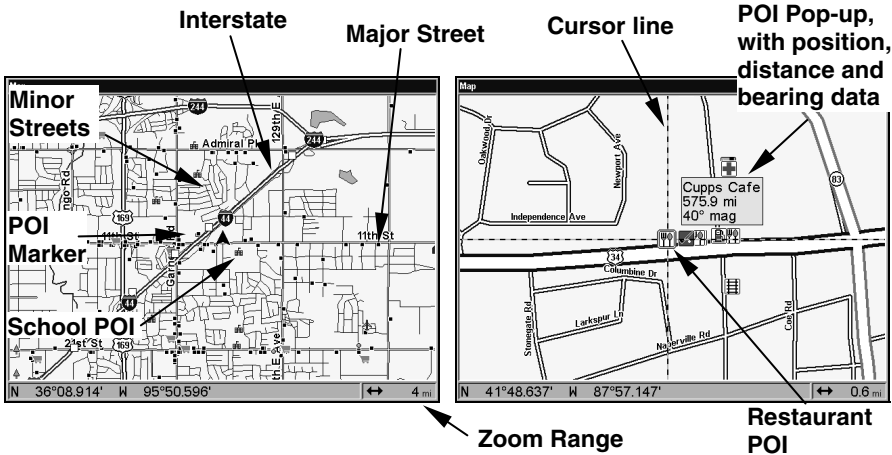 Interstate
Major Street
Cursor line
POI Pop-up,
with position,
distance and
bearing data
Minor
Streets
POI
Marker
School POI
244
129th E
244
Admiral Pl
169
44
11th St
11th St
44
169
21st St
th E Ave
N 36°08.914' W 95°50.596' ↔ 4 mi
Map
Oakwood Dr
Newport Ave
83
Cupps Cafe
575.9 mi
40° mag
Independence Ave
34
Columbine Dr
Stonegate Rd
Larkspur Ln
Naperville Rd
Coe Rd
N 41°48.637' W 87°57.147' ↔ 0.6 mi
Zoom Range
Restaurant
POI